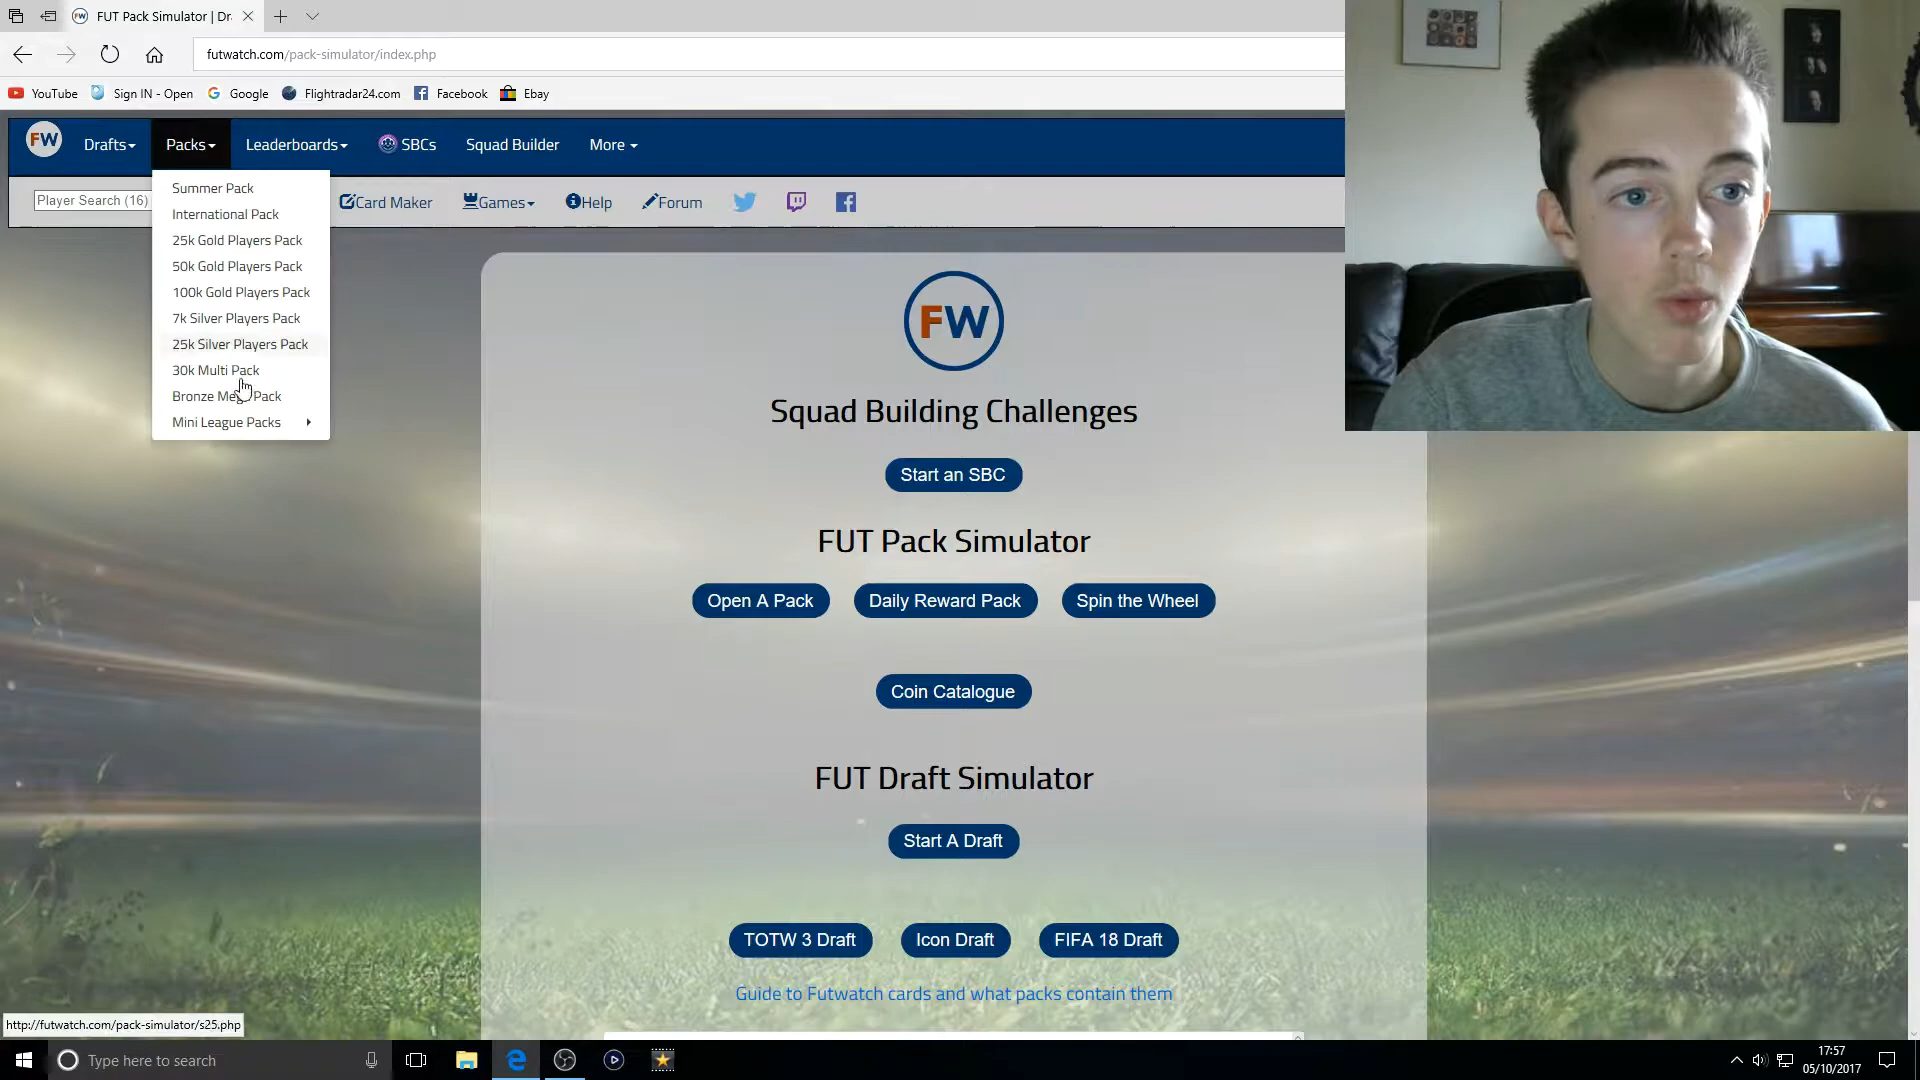 FUT Pack Simulator | Dr
futwatch.com/pack-simulator/index.php
YouTube Sign IN - Open Google Flightradar24.com Facebook Ebay
FW Drafts Packs Leaderboards SBCs Squad Builder More
Player Search (16) Card Maker Games Help Forum
Summer Pack
International Pack
25k Gold Players Pack
50k Gold Players Pack
100k Gold Players Pack
7k Silver Players Pack
25k Silver Players Pack
30k Multi Pack
Bronze Mega Pack
Mini League Packs
FW
Squad Building Challenges
Start an SBC
FUT Pack Simulator
Open A Pack Daily Reward Pack Spin the Wheel
Coin Catalogue
FUT Draft Simulator
Start A Draft
TOTW 3 Draft Icon Draft FIFA 18 Draft
Guide to Futwatch cards and what packs contain them
http://futwatch.com/pack-simulator/s25.php
Type here to search
17:57
05/10/2017